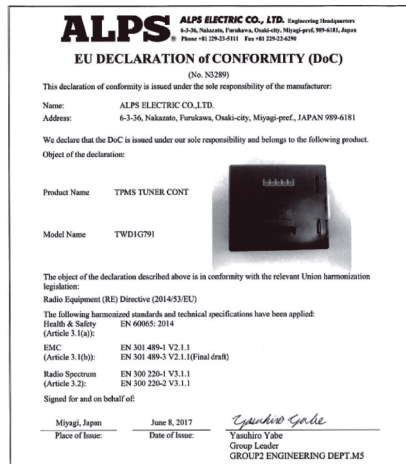 ALPS® ALPS ELECTRIC CO., LTD. Engineering Headquarters
6-3-36, Nakazato, Furukawa, Osaki-city, Miyagi-pref, 989-6181, Japan
Phone +81 229-23-5111 Fax +81 229-22-6290
EU DECLARATION of CONFORMITY (DoC)
(No. N3289)
This declaration of conformity is issued under the sole responsibility of the manufacturer:
Name: ALPS ELECTRIC CO.,LTD.
Address: 6-3-36, Nakazato, Furukawa, Osaki-city, Miyagi-pref., JAPAN 989-6181
We declare that the DoC is issued under our sole responsibility and belongs to the following product.
Object of the declaration:
Product Name TPMS TUNER CONT
Model Name TWD1G791
The object of the declaration described above is in conformity with the relevant Union harmonization
legislation:
Radio Equipment (RE) Directive (2014/53/EU)
The following harmonized standards and technical specifications have been applied:
Health & Safety EN 60065: 2014
(Article 3.1(a)):
EMC EN 301 489-1 V2.1.1
(Article 3.1(b)): EN 301 489-3 V2.1.1(Final draft)
Radio Spectrum EN 300 220-1 V3.1.1
(Article 3.2): EN 300 220-2 V3.1.1
Signed for and on behalf of:
Yasuhiro Yabe
Miyagi, Japan June 8, 2017
Place of Issue: Date of Issue: Yasuhiro Yabe
Group Leader
GROUP2 ENGINEERING DEPT.M5